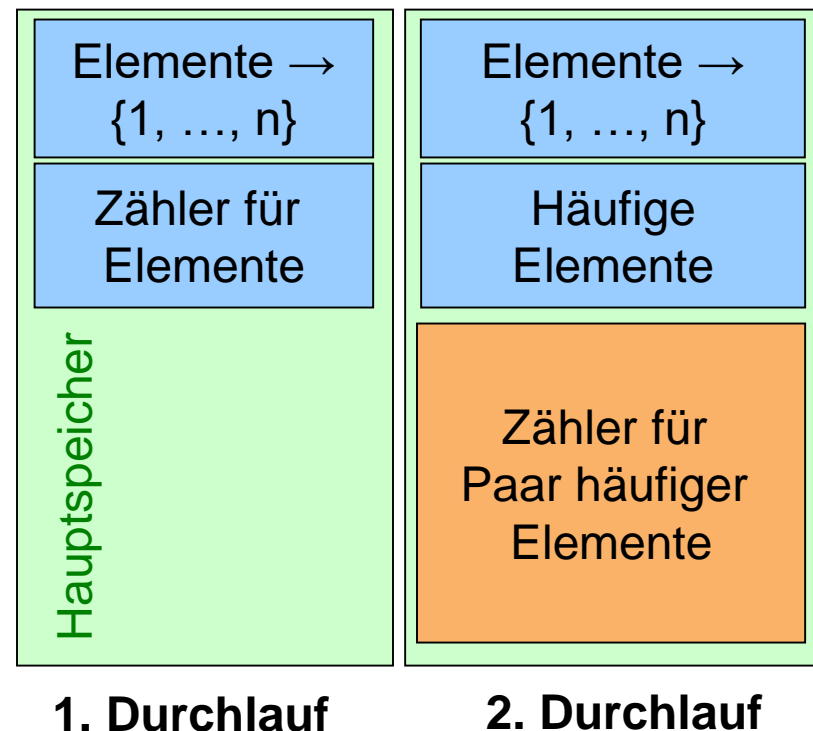 Elemente →
{1, …, n}
Zähler für
Elemente
Hauptspeicher
1. Durchlauf
Elemente →
{1, …, n}
Häufige
Elemente
Zähler für
Paar häufiger
Elemente
2. Durchlauf